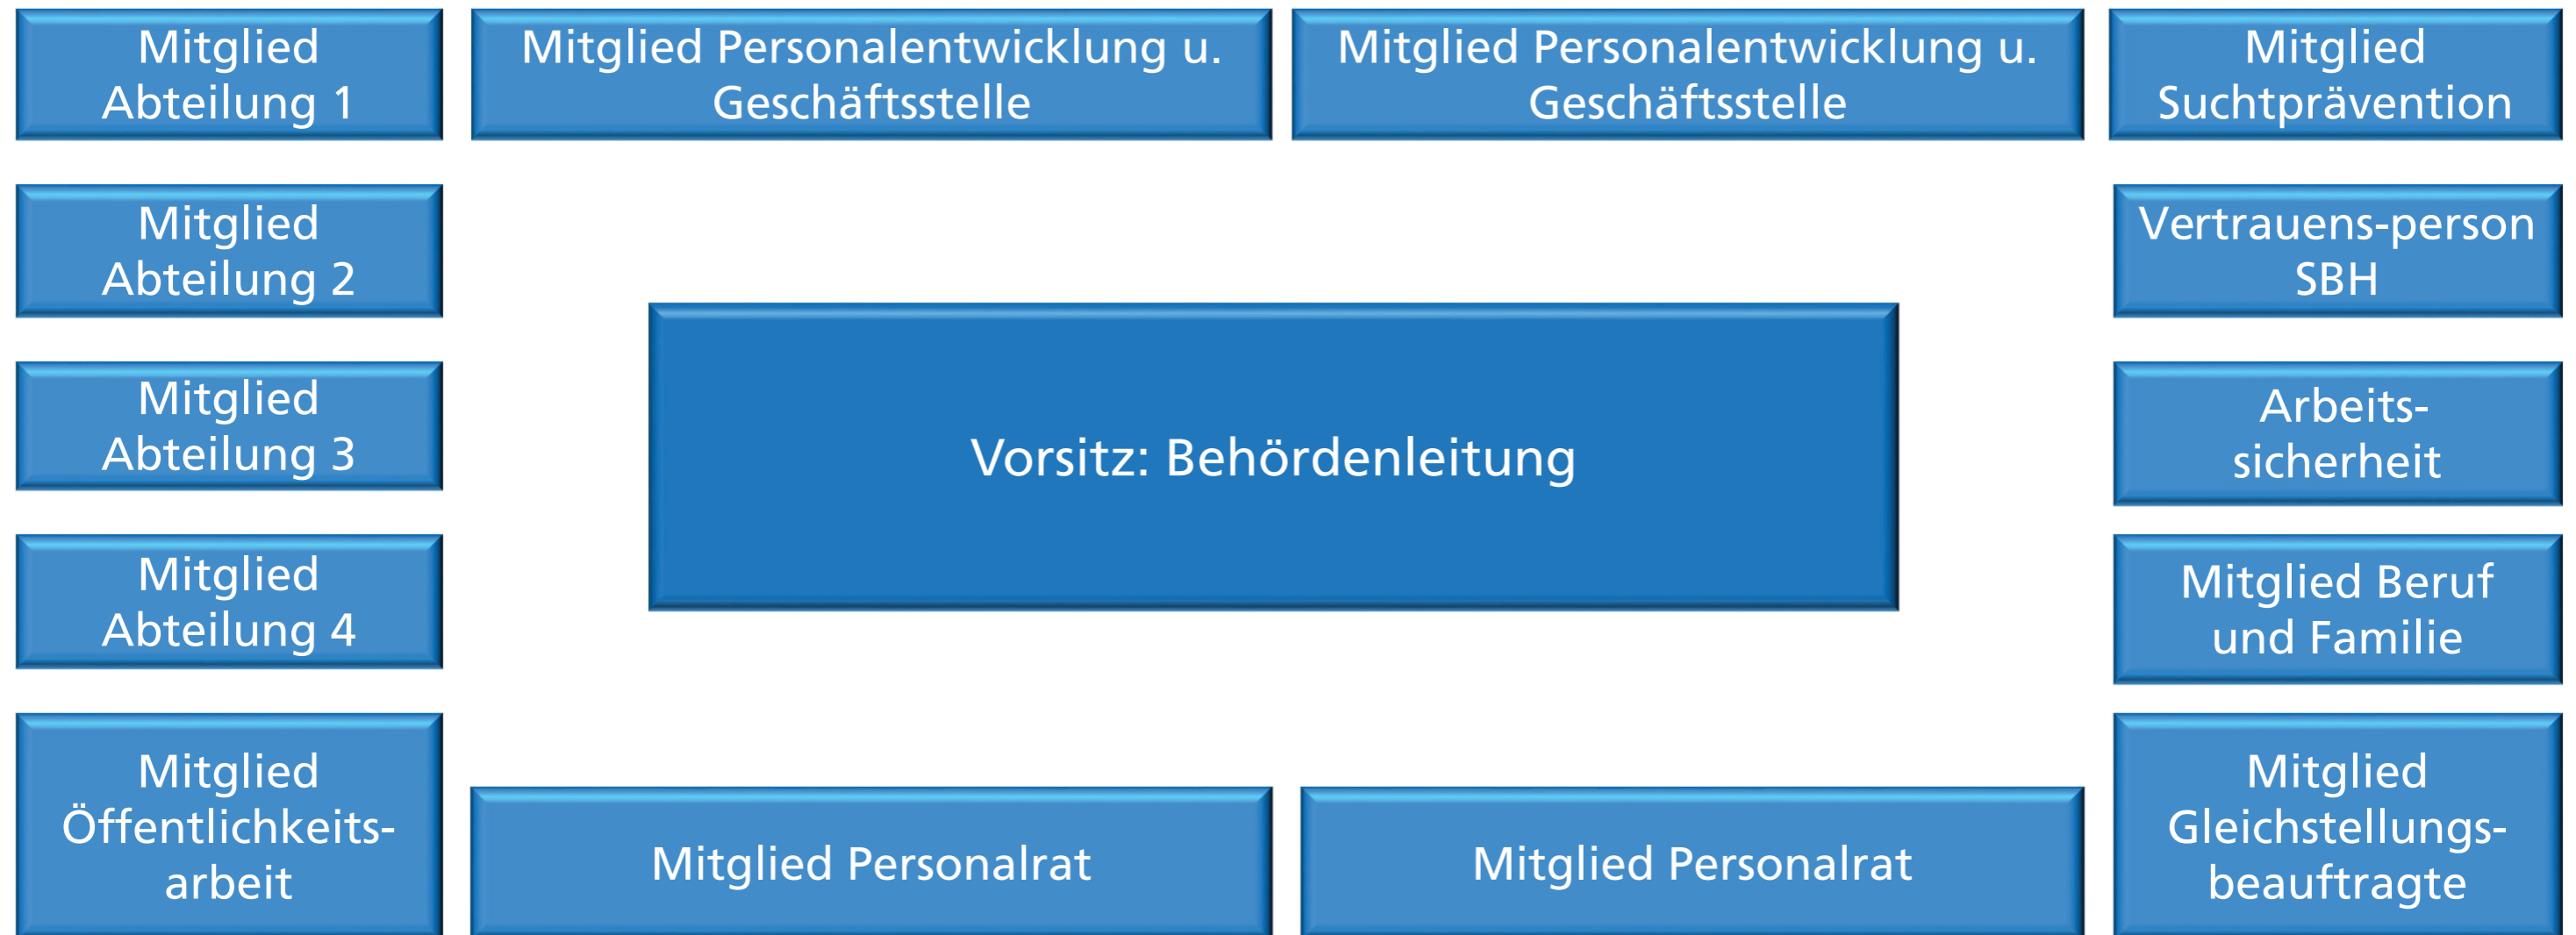 Mitglied
Abteilung 1
Mitglied Personalentwicklung u.
Geschäftsstelle
Mitglied Personalentwicklung u.
Geschäftsstelle
Mitglied
Suchtprävention
Mitglied
Abteilung 2
Vertrauens-person
SBH
Mitglied
Abteilung 3
Vorsitz: Behördenleitung
Arbeits-
sicherheit
Mitglied
Abteilung 4
Mitglied Beruf
und Familie
Mitglied
Öffentlichkeits-
arbeit
Mitglied Personalrat
Mitglied Personalrat
Mitglied
Gleichstellungs-
beauftragte